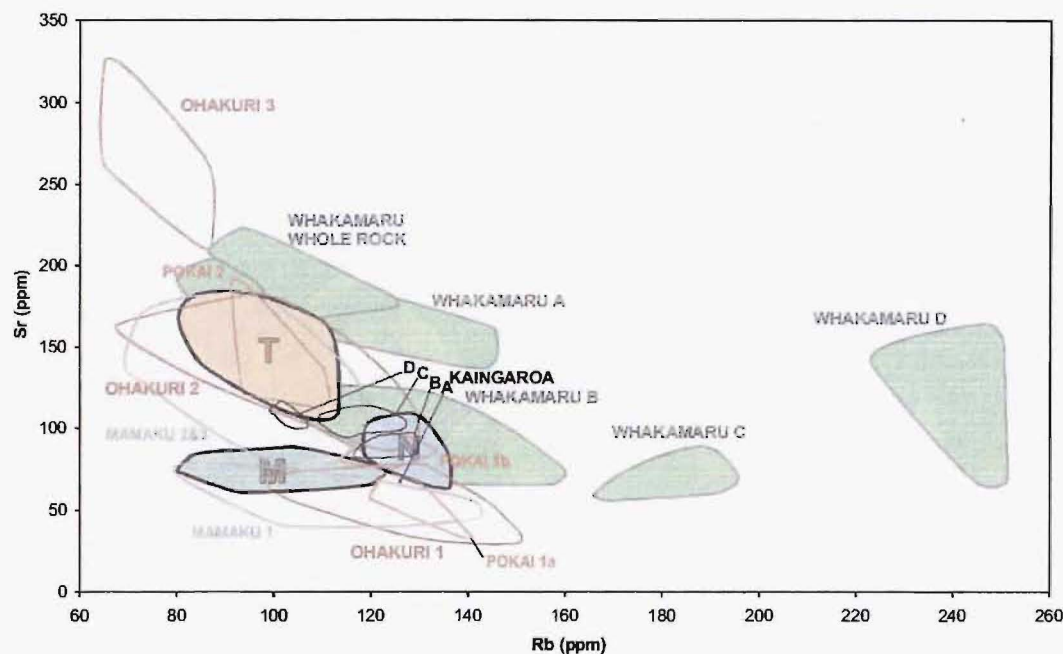 350
300
250
200
150
100
50
0
Sr (ppm)
OHAKURI 3
WHAKAMARU
WHOLE ROCK
POKAI 2
WHAKAMARU A
WHAKAMARU D
T
D C B A KAINGAROA
OHAKURI 2
WHAKAMARU B
MAMAKU 2&3
N
WHAKAMARU C
M
POKAI 1b
MAMAKU 1
OHAKURI 1
POKAI 1a
60 80 100 120 140 160 180 200 220 240 260
Rb (ppm)